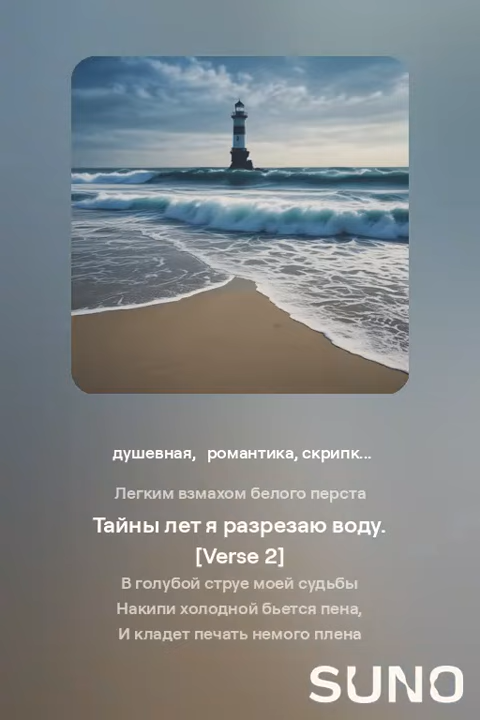 душевная, романтика, скрипк...
Легким взмахом белого перста
Тайны лет я разрезаю воду.
[Verse 2]
В голубой струе моей судьбы
Накипи холодной бьется пена,
И кладет печать немого плена
SUNO